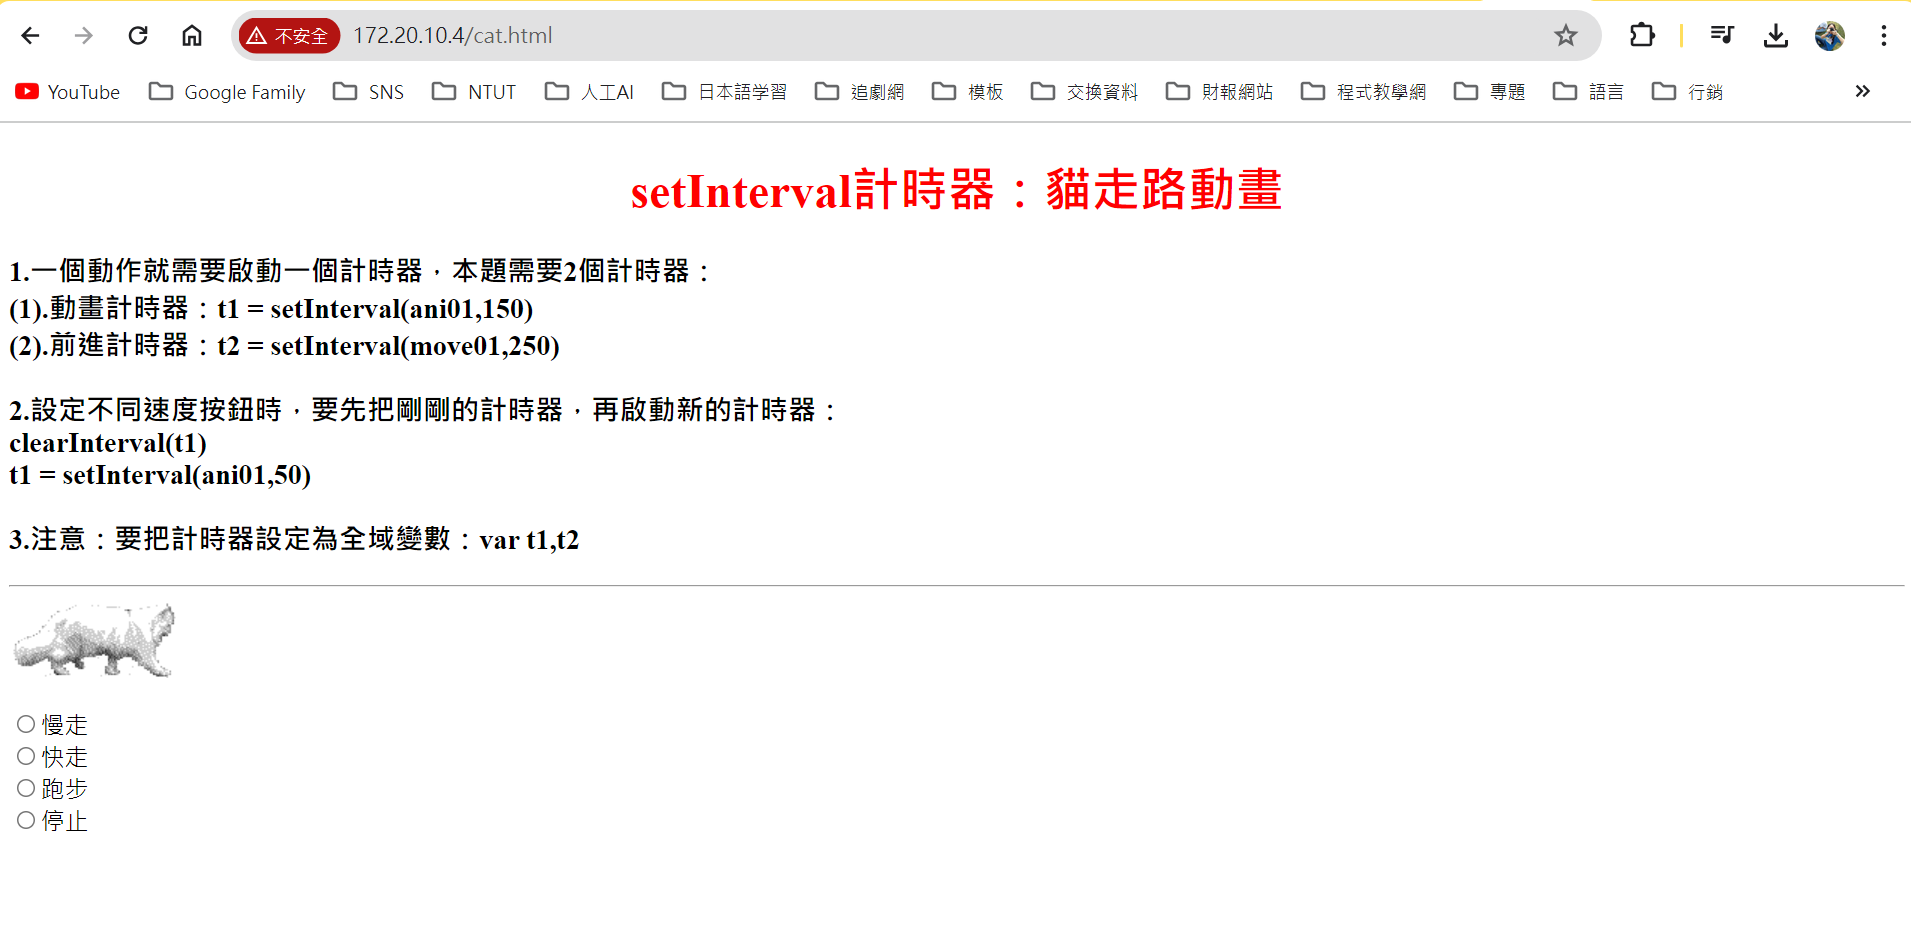 不安全 172.20.10.4/cat.html
YouTube Google Family SNS NTUT 人工AI 日本語学習 追劇網 模板 交換資料 財報網站 程式教學網 專題 語言 行銷
setInterval計時器：貓走路動畫
1.一個動作就需要啟動一個計時器，本題需要2個計時器：
(1).動畫計時器：t1 = setInterval(ani01,150)
(2).前進計時器：t2 = setInterval(move01,250)
2.設定不同速度按鈕時，要先把剛剛的計時器，再啟動新的計時器：
clearInterval(t1)
t1 = setInterval(ani01,50)
3.注意：要把計時器設定為全域變數：var t1,t2
慢走
快走
跑步
停止